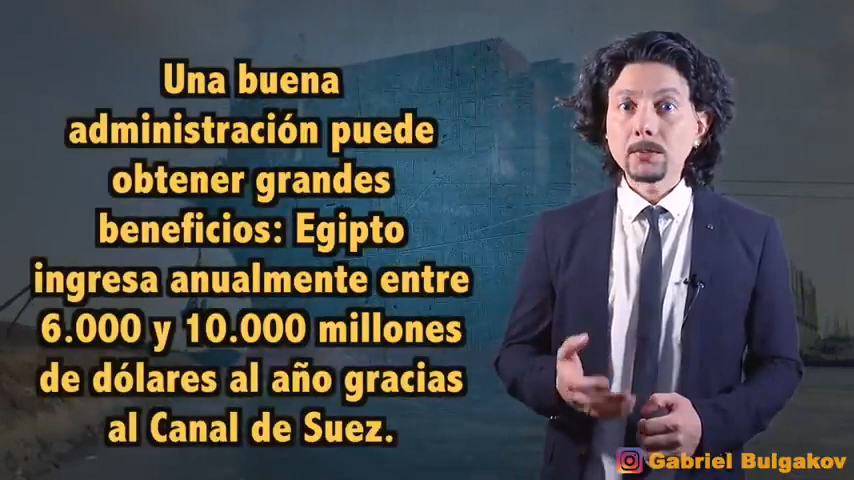 Una buena
administración puede
obtener grandes
beneficios: Egipto
ingresa anualmente entre
6.000 y 10.000 millones
de dólares al año gracias
al Canal de Suez.
Gabriel Bulgakov